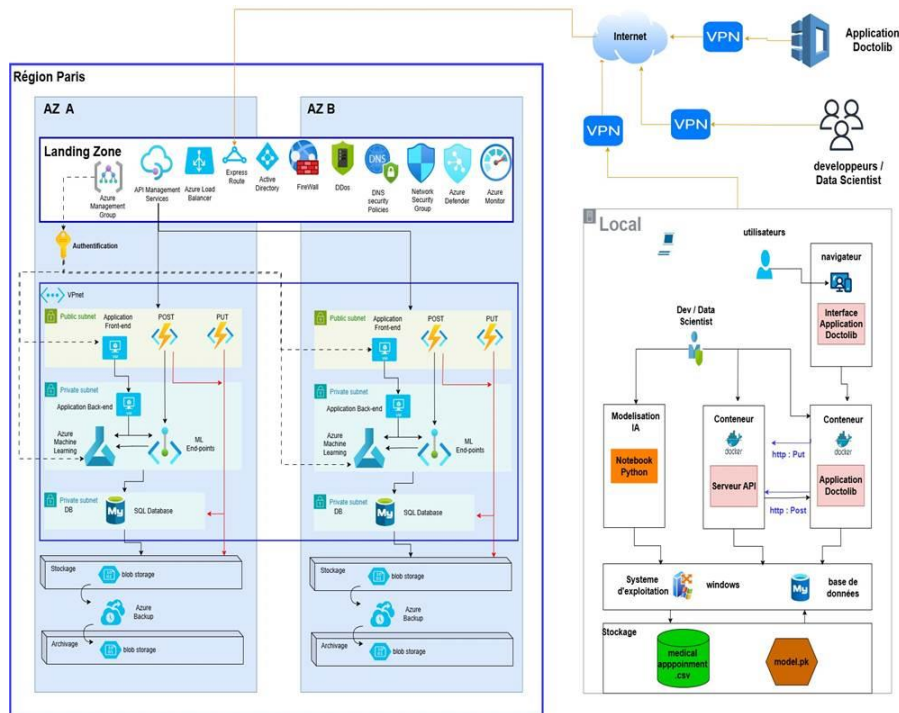 Internet
VPN
Application
Doctolib
VPN
VPN
developpeurs /
Data Scientist
Région Paris
AZ A
AZ B
Landing Zone
Azure
Management
Group
API Management
Services
Azure Load
Balancer
Express
Route
Active
Directory
FireWall
DDos
DNS
DNS
security
Policies
Network
Security
Group
Azure
Defender
Azure
Monitor
Authentification
VPnet
Public subnet
Application
Front-end
POST
PUT
Private subnet
Application Back-end
Azure
Machine
Learning
ML
End-points
Private subnet
DB
My
SQL Database
Stockage
blob storage
Azure
Backup
Archivage
blob storage
Public subnet
Application
Front-end
POST
PUT
Private subnet
Application Back-end
Azure
Machine
Learning
ML
End-points
Private subnet
DB
My
SQL Database
Stockage
blob storage
Azure
Backup
Archivage
blob storage
Local
utilisateurs
navigateur
Interface
Application
Doctolib
Dev / Data
Scientist
Modelisation
IA
Notebook
Python
Conteneur
docker
Serveur API
http : Put
http : Post
Conteneur
docker
Application
Doctolib
Systeme
d'exploitation
windows
My
base de
données
Stockage
medical
apppoinment
.csv
model.pk